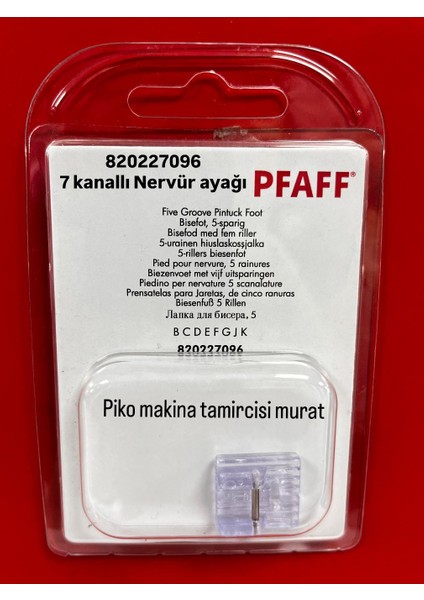 820227096
7 kanallı Nervür ayağı PFAFF®
Five Groove Pintuck Foot
Bisefot, 5-sparig
Bisefod med fem riller
5-urainen hiuslaskossjalka
5-rillers biesenfot
Pied pour nervure, 5 rainures
Biezenvoet met vijf uitsparingen
Piedino per nervature 5 scanalature
Prensatelas para Jaretas, de cinco ranuras
Biesenfuß 5 Rillen
Лапка для бисера, 5
B C D E F G J K
820227096
Piko makina tamircisi murat